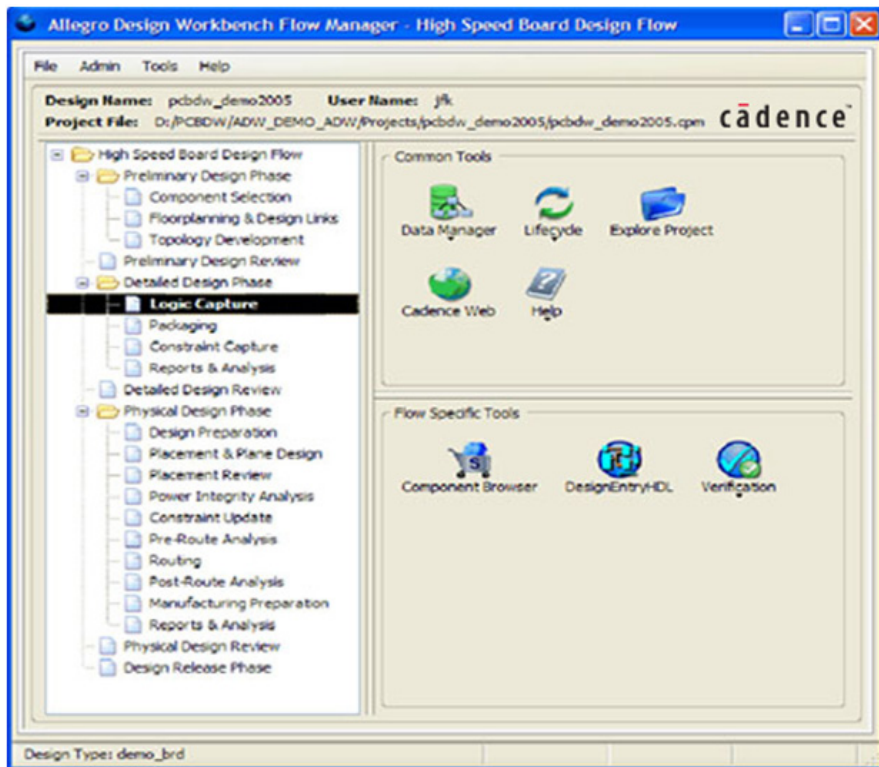 Allegro Design Workbench Flow Manager - High Speed Board Design Flow
File Admin Tools Help
Design Name: pcbdw_demo2005 User Name: jfk
Project File: D:/PCBDW/ADW_DEMO_ADW/Projects/pcbdw_demo2005/pcbdw_demo2005.cpm
cādence™
High Speed Board Design Flow
Preliminary Design Phase
Component Selection
Floorplanning & Design Links
Topology Development
Preliminary Design Review
Detailed Design Phase
Logic Capture
Packaging
Constraint Capture
Reports & Analysis
Detailed Design Review
Physical Design Phase
Design Preparation
Placement & Plane Design
Placement Review
Power Integrity Analysis
Constraint Update
Pre-Route Analysis
Routing
Post-Route Analysis
Manufacturing Preparation
Reports & Analysis
Physical Design Review
Design Release Phase
Common Tools
Data Manager Lifecycle Explore Project
Cadence Web Help
Flow Specific Tools
Component Browser DesignEntryHDL Verification
Design Type: demo_brd